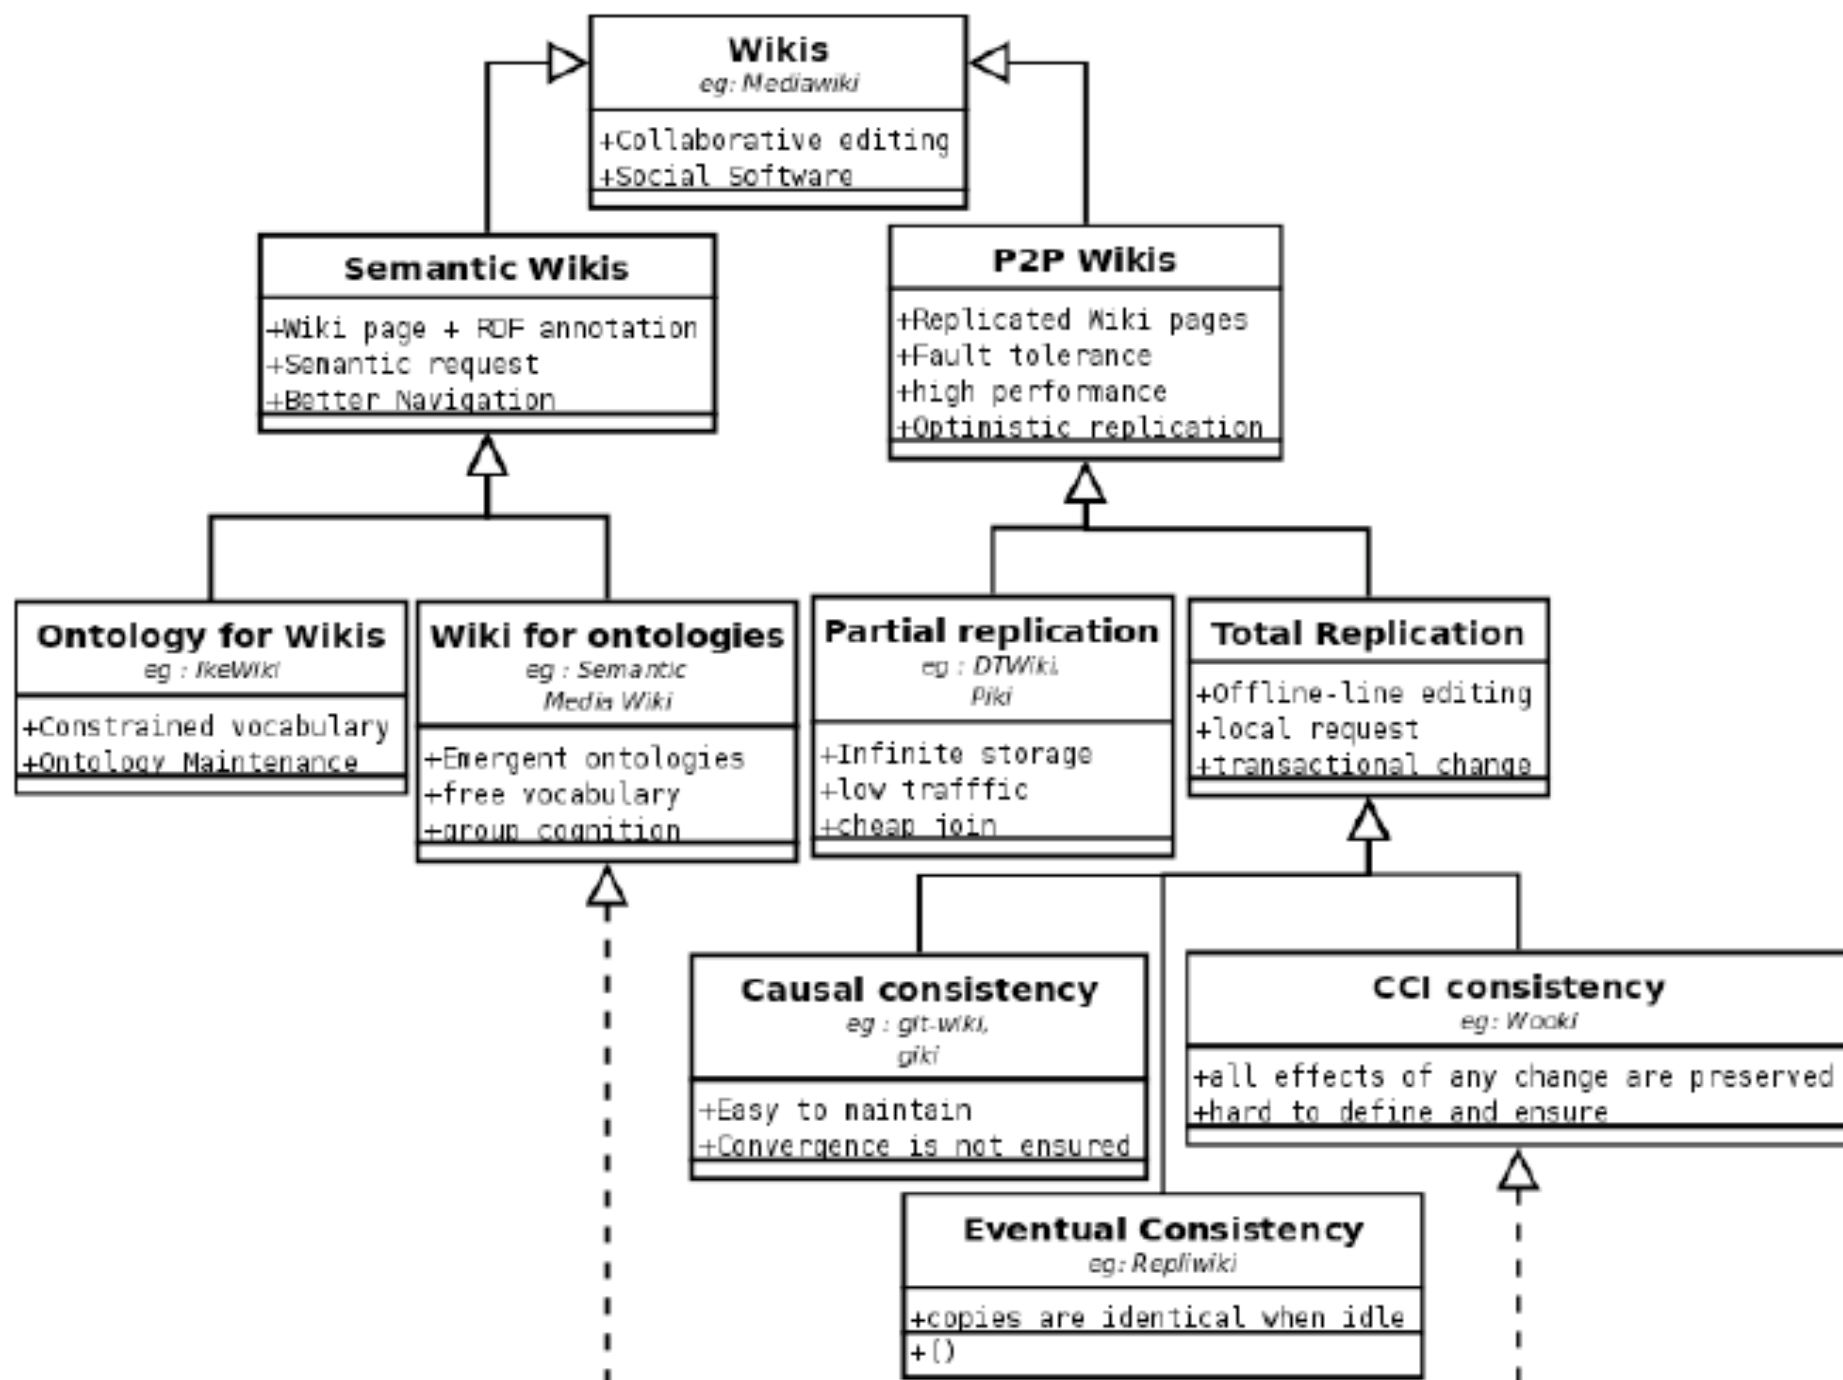 Wikis
eg: Mediawiki
+Collaborative editing
+Social Software
Semantic Wikis
+Wiki page + RDF annotation
+Semantic request
+Better Navigation
P2P Wikis
+Replicated Wiki pages
+Fault tolerance
+high performance
+Optinistic replication
Ontology for Wikis
eg : IkeWiki
+Constrained vocabulary
+Ontology Maintenance
Wiki for ontologies
eg : Semantic
Media Wiki
+Emergent ontologies
+free vocabulary
+group cognition
Partial replication
eg : DTWiki,
Piki
+Infinite storage
+low trafffic
+cheap join
Total Replication
+Offline-line editing
+local request
+transactional change
Causal consistency
eg : git-wiki,
giki
+Easy to maintain
+Convergence is not ensured
CCI consistency
eg: Wooki
+all effects of any change are preserved
+hard to define and ensure
Eventual Consistency
eg: Repliwiki
+copies are identical when idle
+()